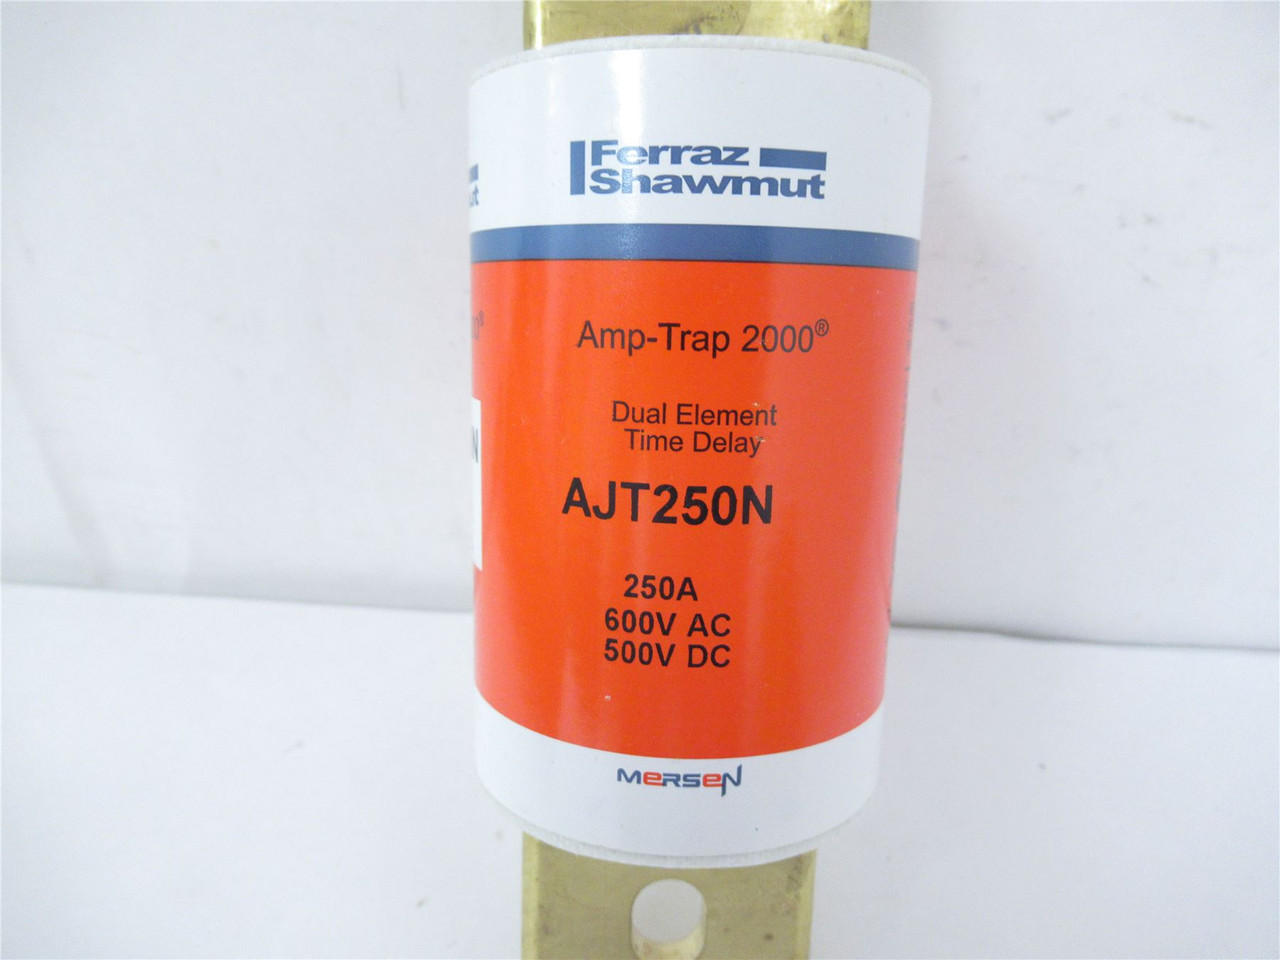 Ferraz
Shawmut
Amp-Trap 2000®
Dual Element
Time Delay
AJT250N
250A
600V AC
500V DC
MERSEN